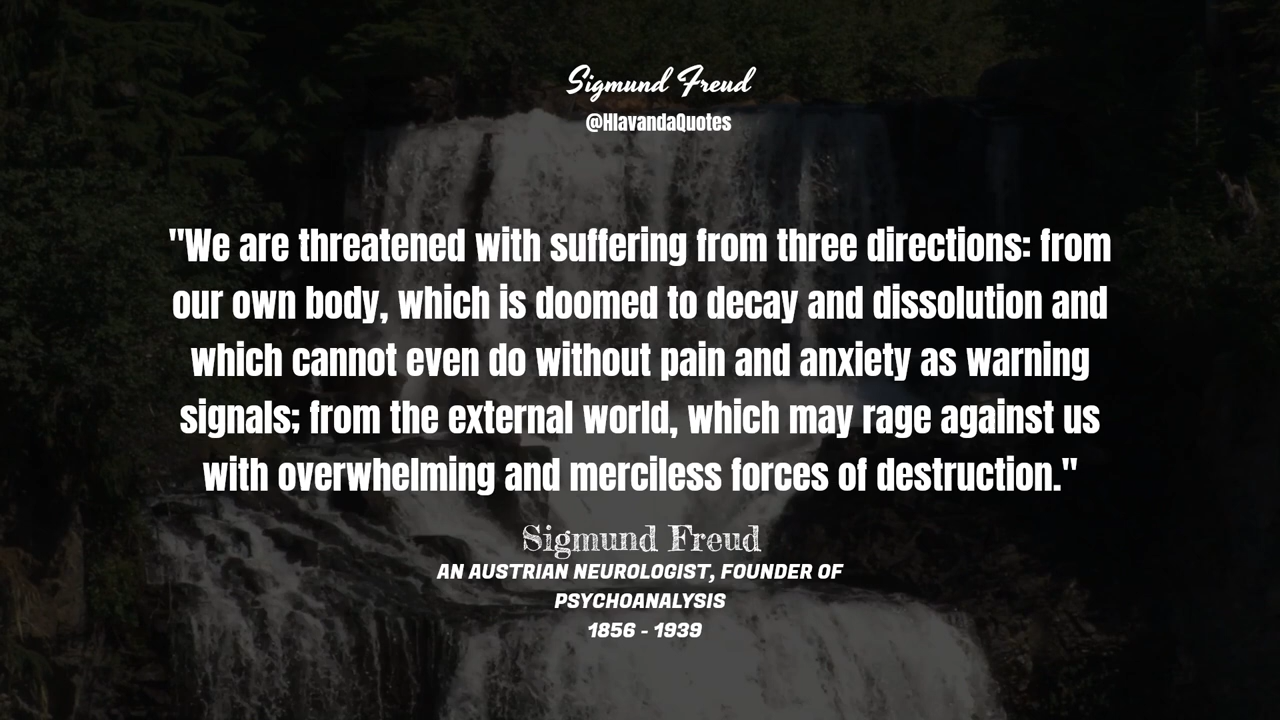 Sigmund Freud
@HlavandaQuotes
"We are threatened with suffering from three directions: from
our own body, which is doomed to decay and dissolution and
which cannot even do without pain and anxiety as warning
signals; from the external world, which may rage against us
with overwhelming and merciless forces of destruction."
Sigmund Freud
AN AUSTRIAN NEUROLOGIST, FOUNDER OF
PSYCHOANALYSIS
1856 - 1939